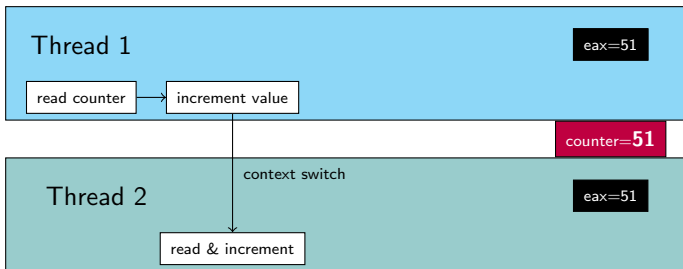 Thread 1
eax=51
read counter
increment value
counter=51
context switch
Thread 2
eax=51
read & increment